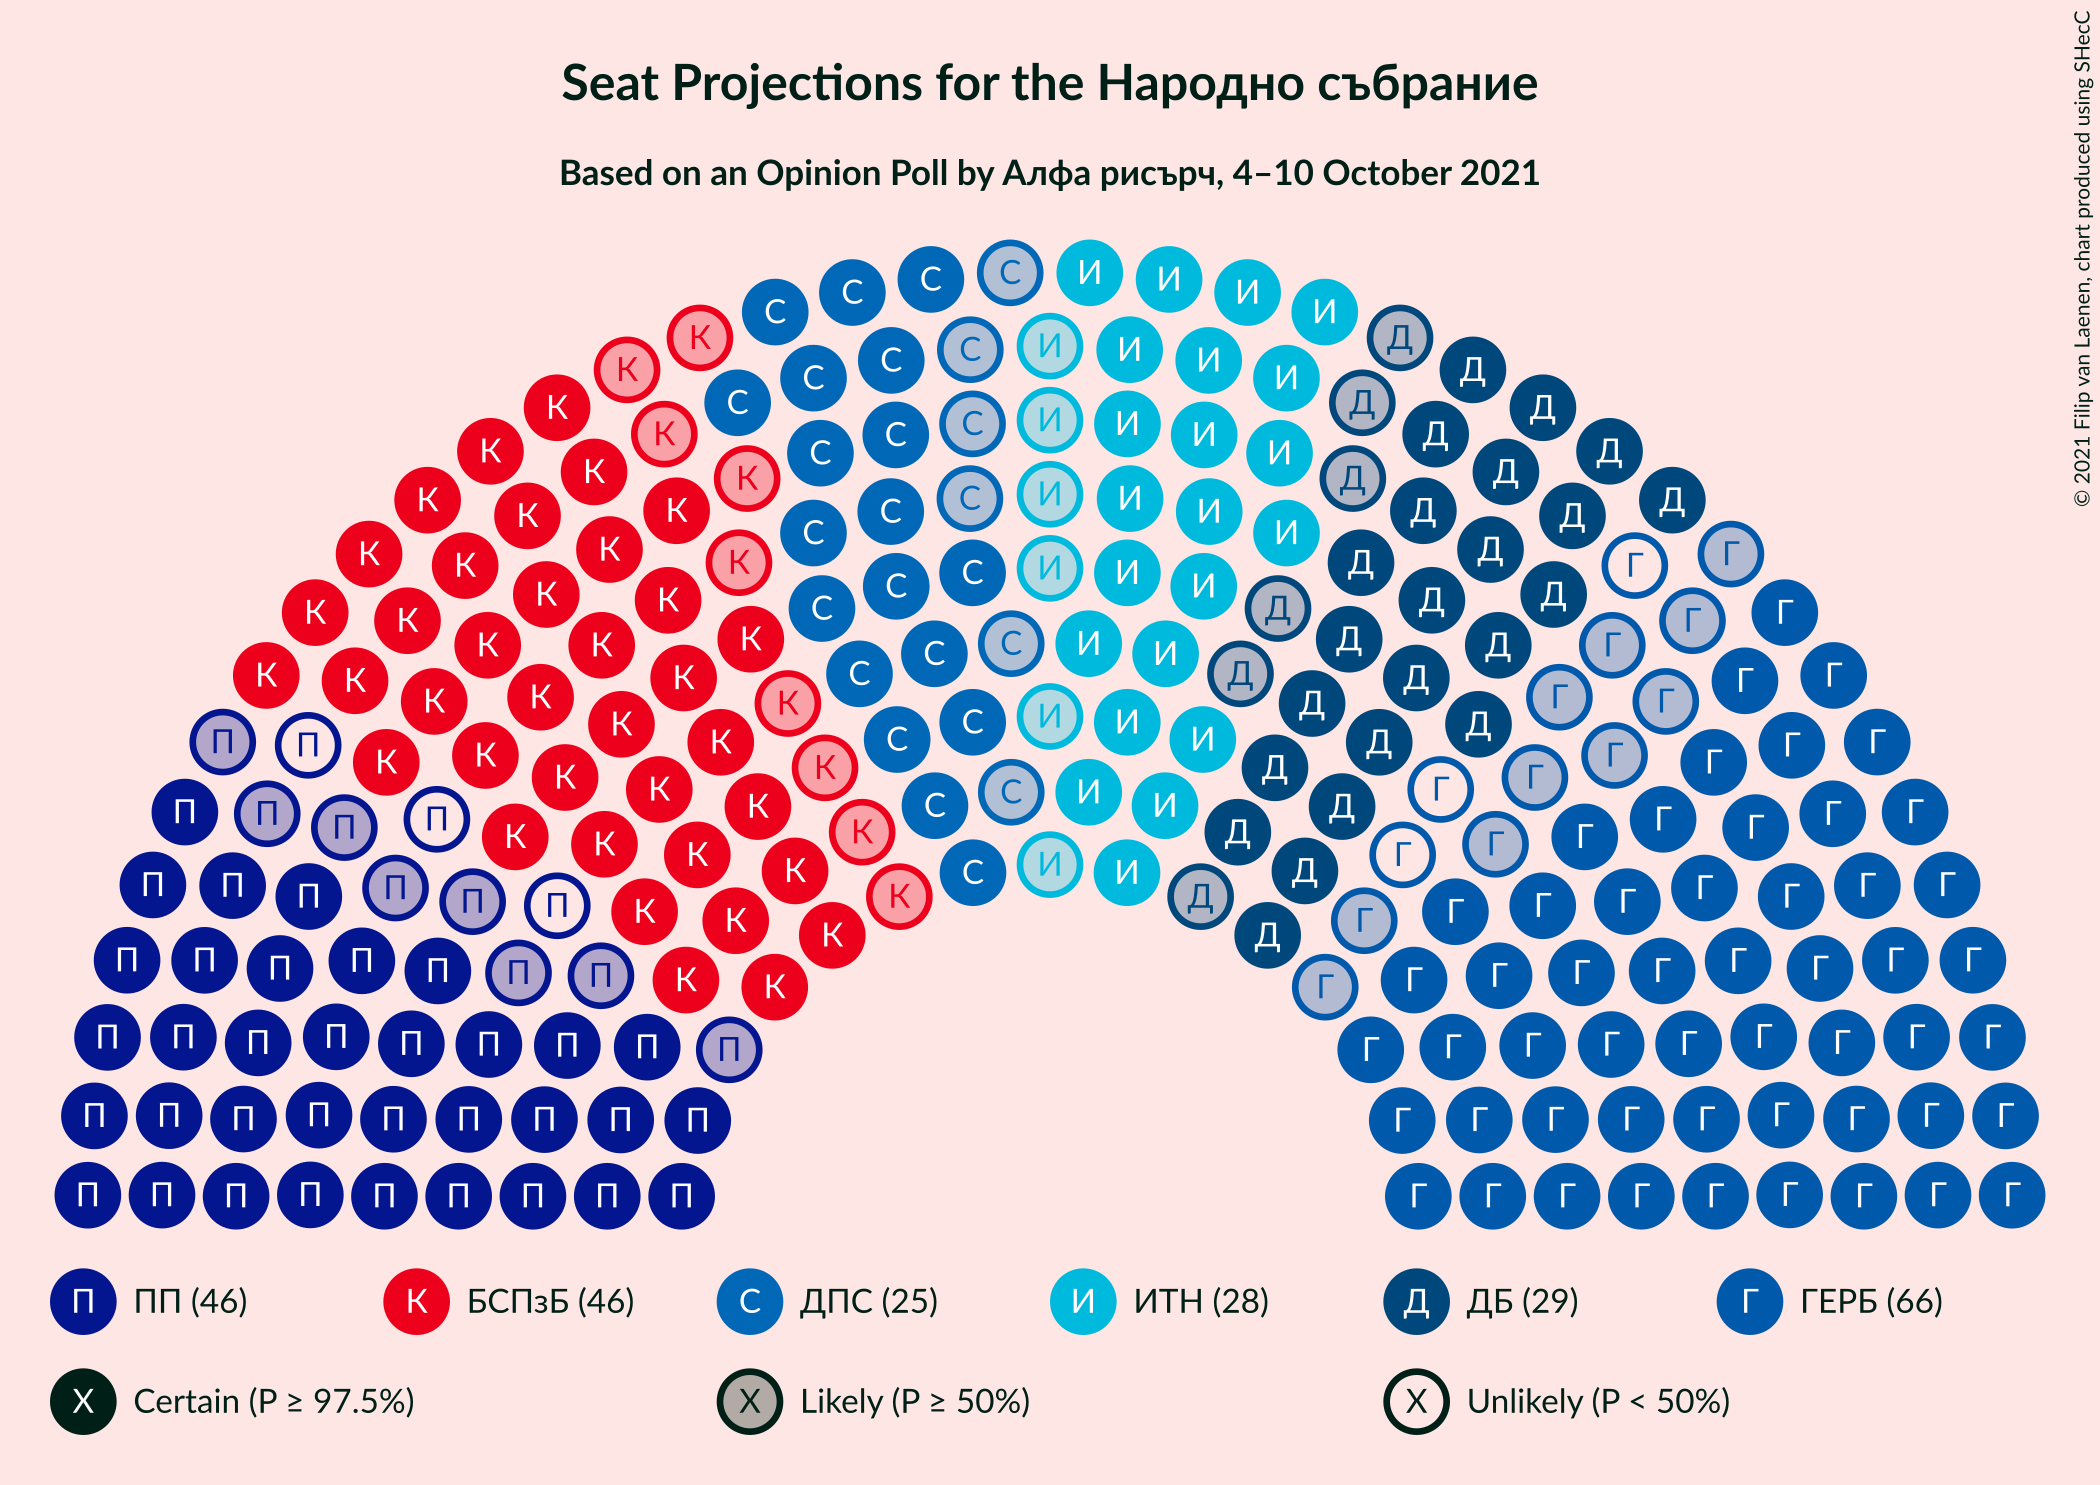 Seat Projections for the Народно събрание
Based on an Opinion Poll by Алфа рисърч, 4–10 October 2021
© 2021 Filip van Laenen, chart produced using SHecC
П ПП (46) К БСПзБ (46) С ДПС (25) И ИТН (28) Д ДБ (29) Г ГЕРБ (66)
X Certain (P ≥ 97.5%) X Likely (P ≥ 50%) X Unlikely (P < 50%)